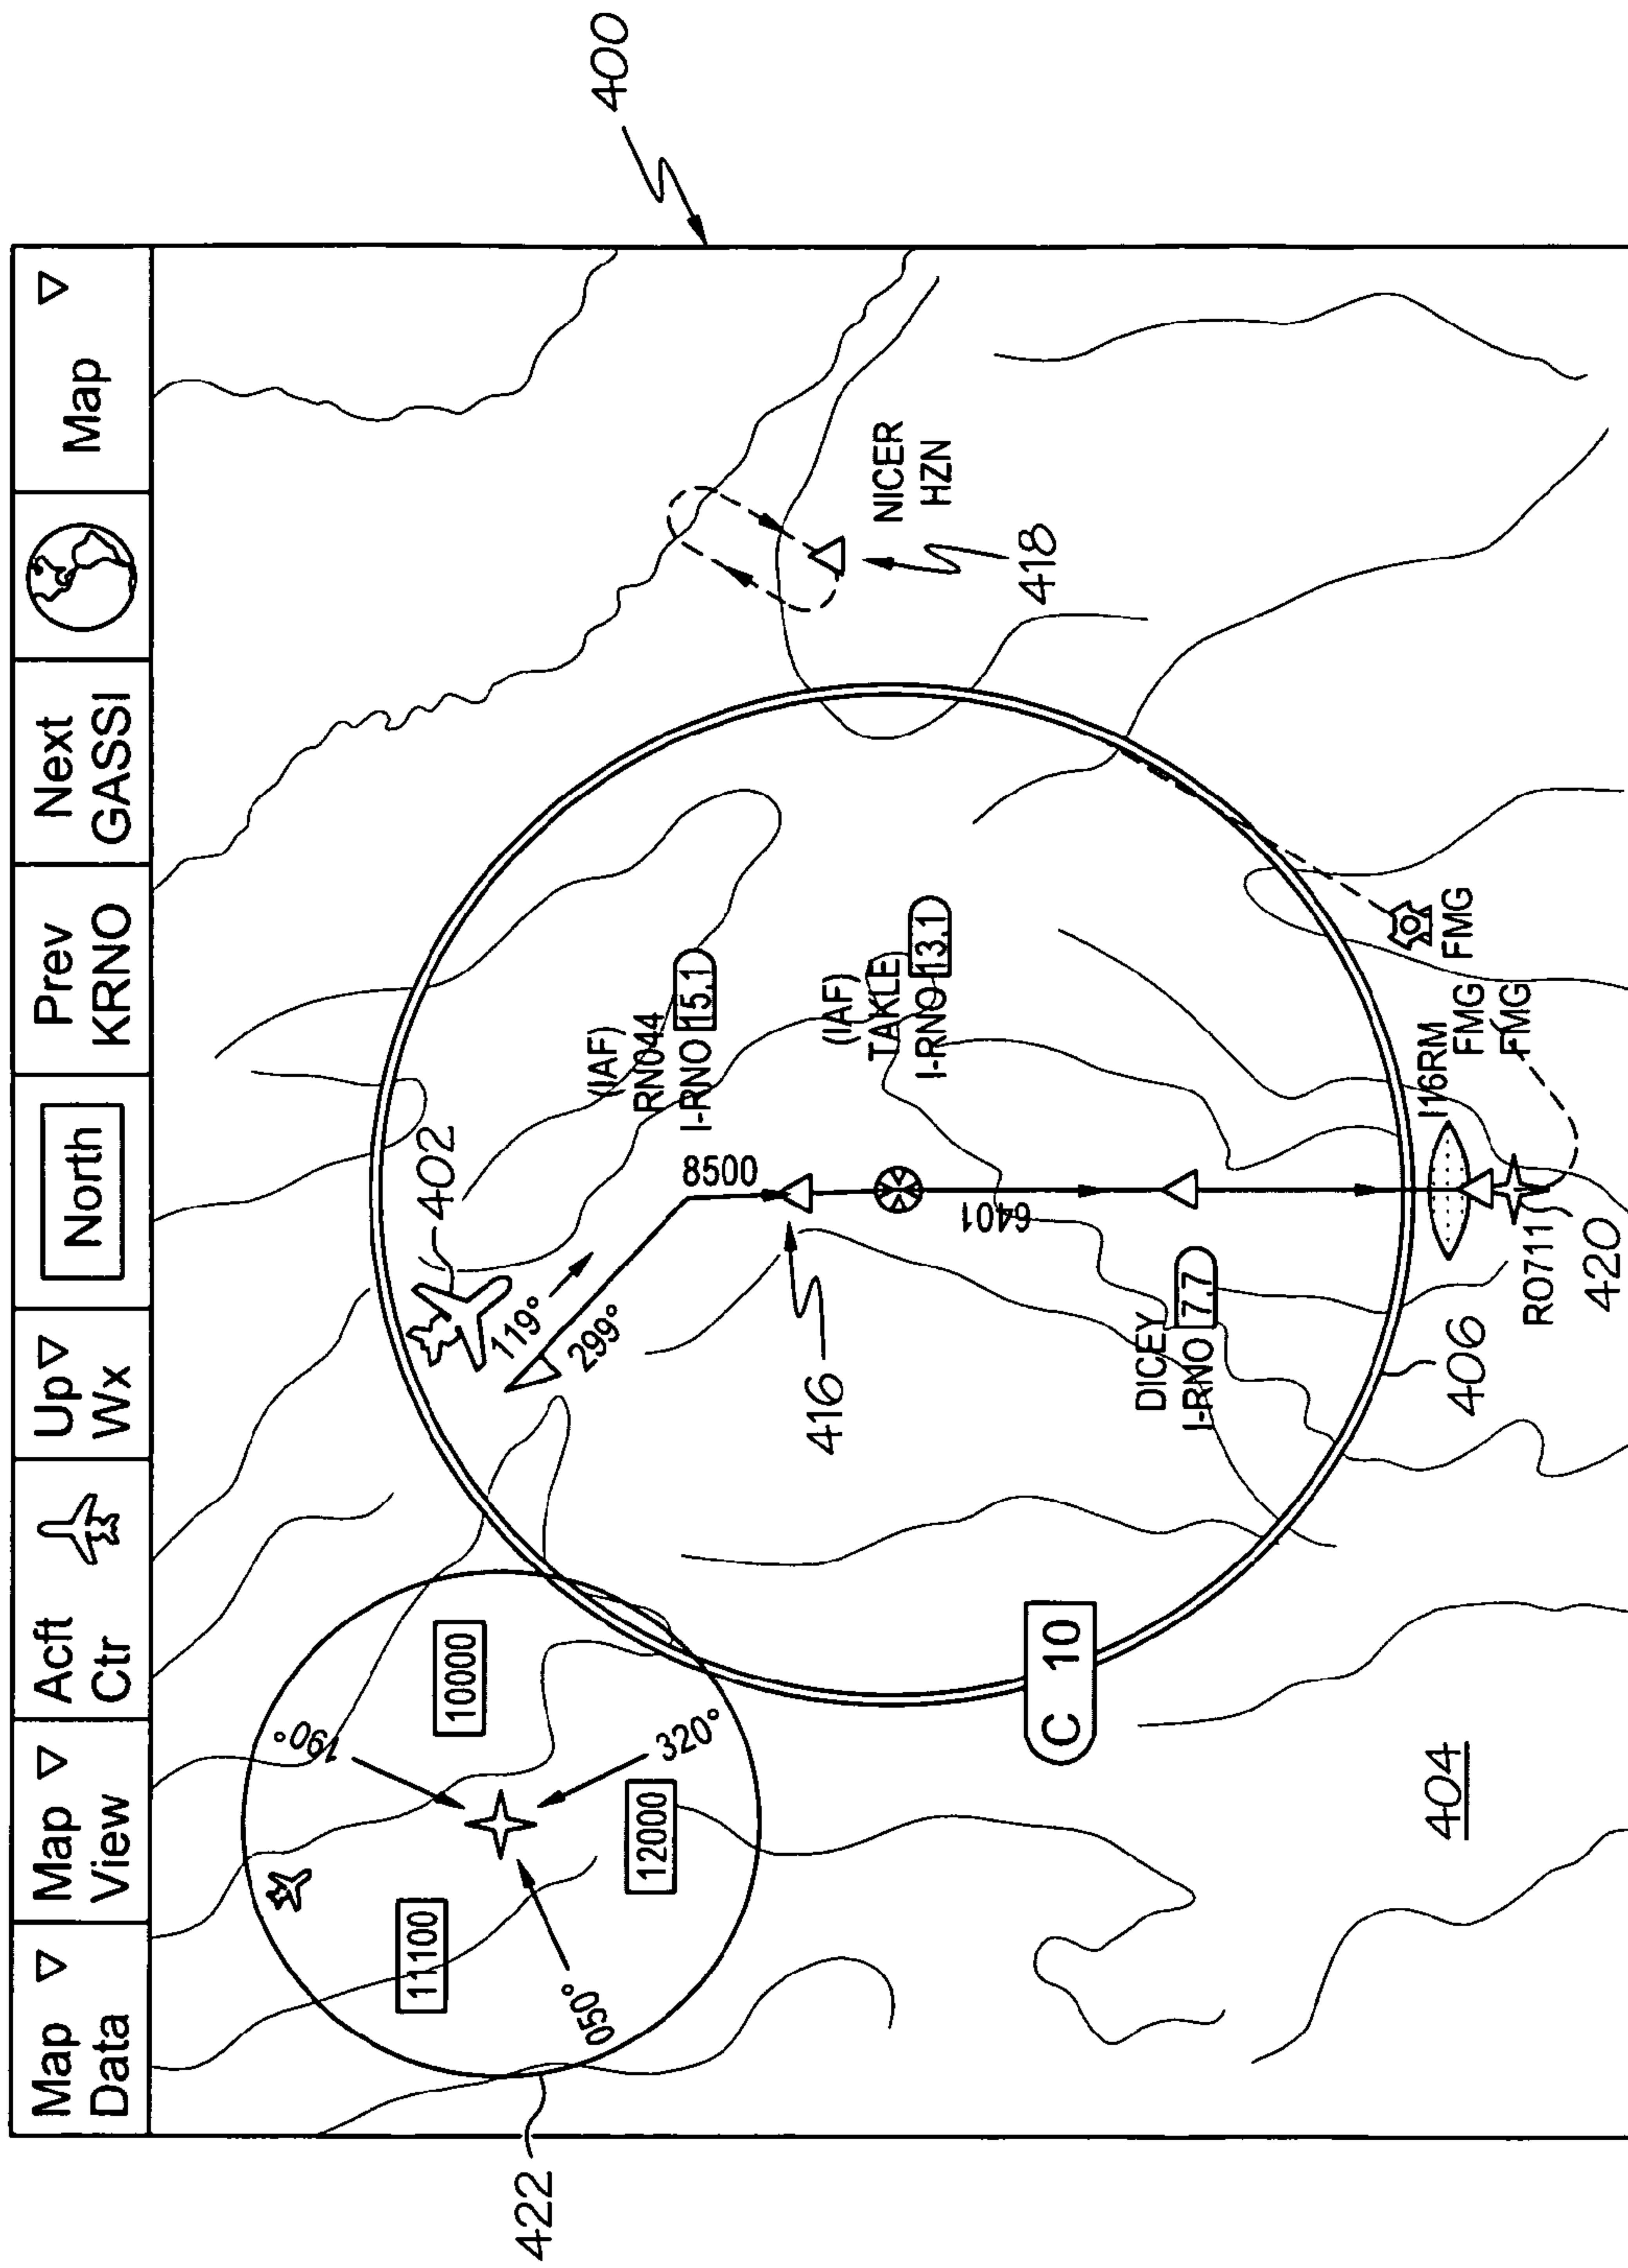 Map ▽
Data
Map ▽
View
Acft
Ctr
Up▽
Wx
North
Prev
KRNO
Next
GASSI
Map ▽
400
422
11100
190°
10000
050°
12000
320°
402
119°
299°
8500
(IAF)
RN044
I-RNO 15.1
416
(IAF)
TAKLE
I-RNO 13.1
6401
NICER
HZN
418
C 10
DICEY
I-RNO 7.7
404
406
I16RM
FMG
FMG
FMG
RO711
420